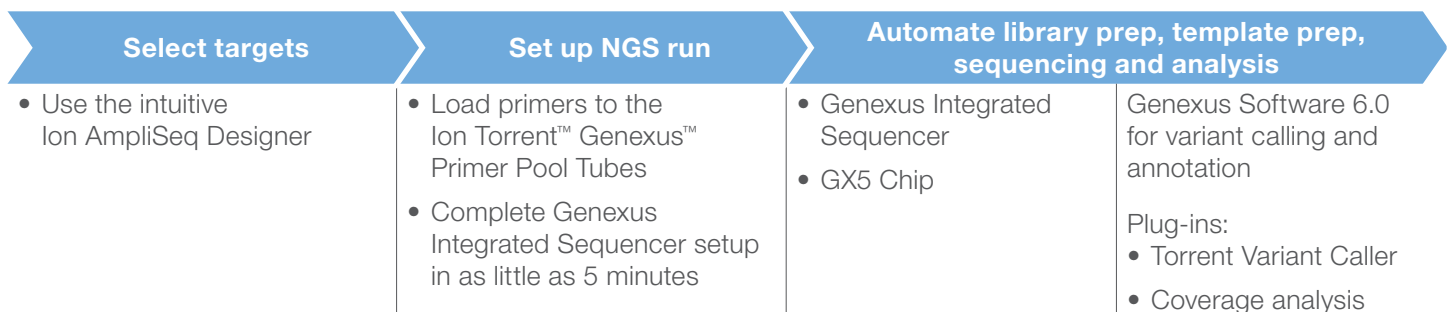 Select targets
Set up NGS run
Automate library prep, template prep,
sequencing and analysis
• Use the intuitive
Ion AmpliSeq Designer
• Load primers to the
Ion Torrent™ Genexus™
Primer Pool Tubes
• Complete Genexus
Integrated Sequencer setup
in as little as 5 minutes
• Genexus Integrated
Sequencer
• GX5 Chip
Genexus Software 6.0
for variant calling and
annotation
Plug-ins:
• Torrent Variant Caller
• Coverage analysis